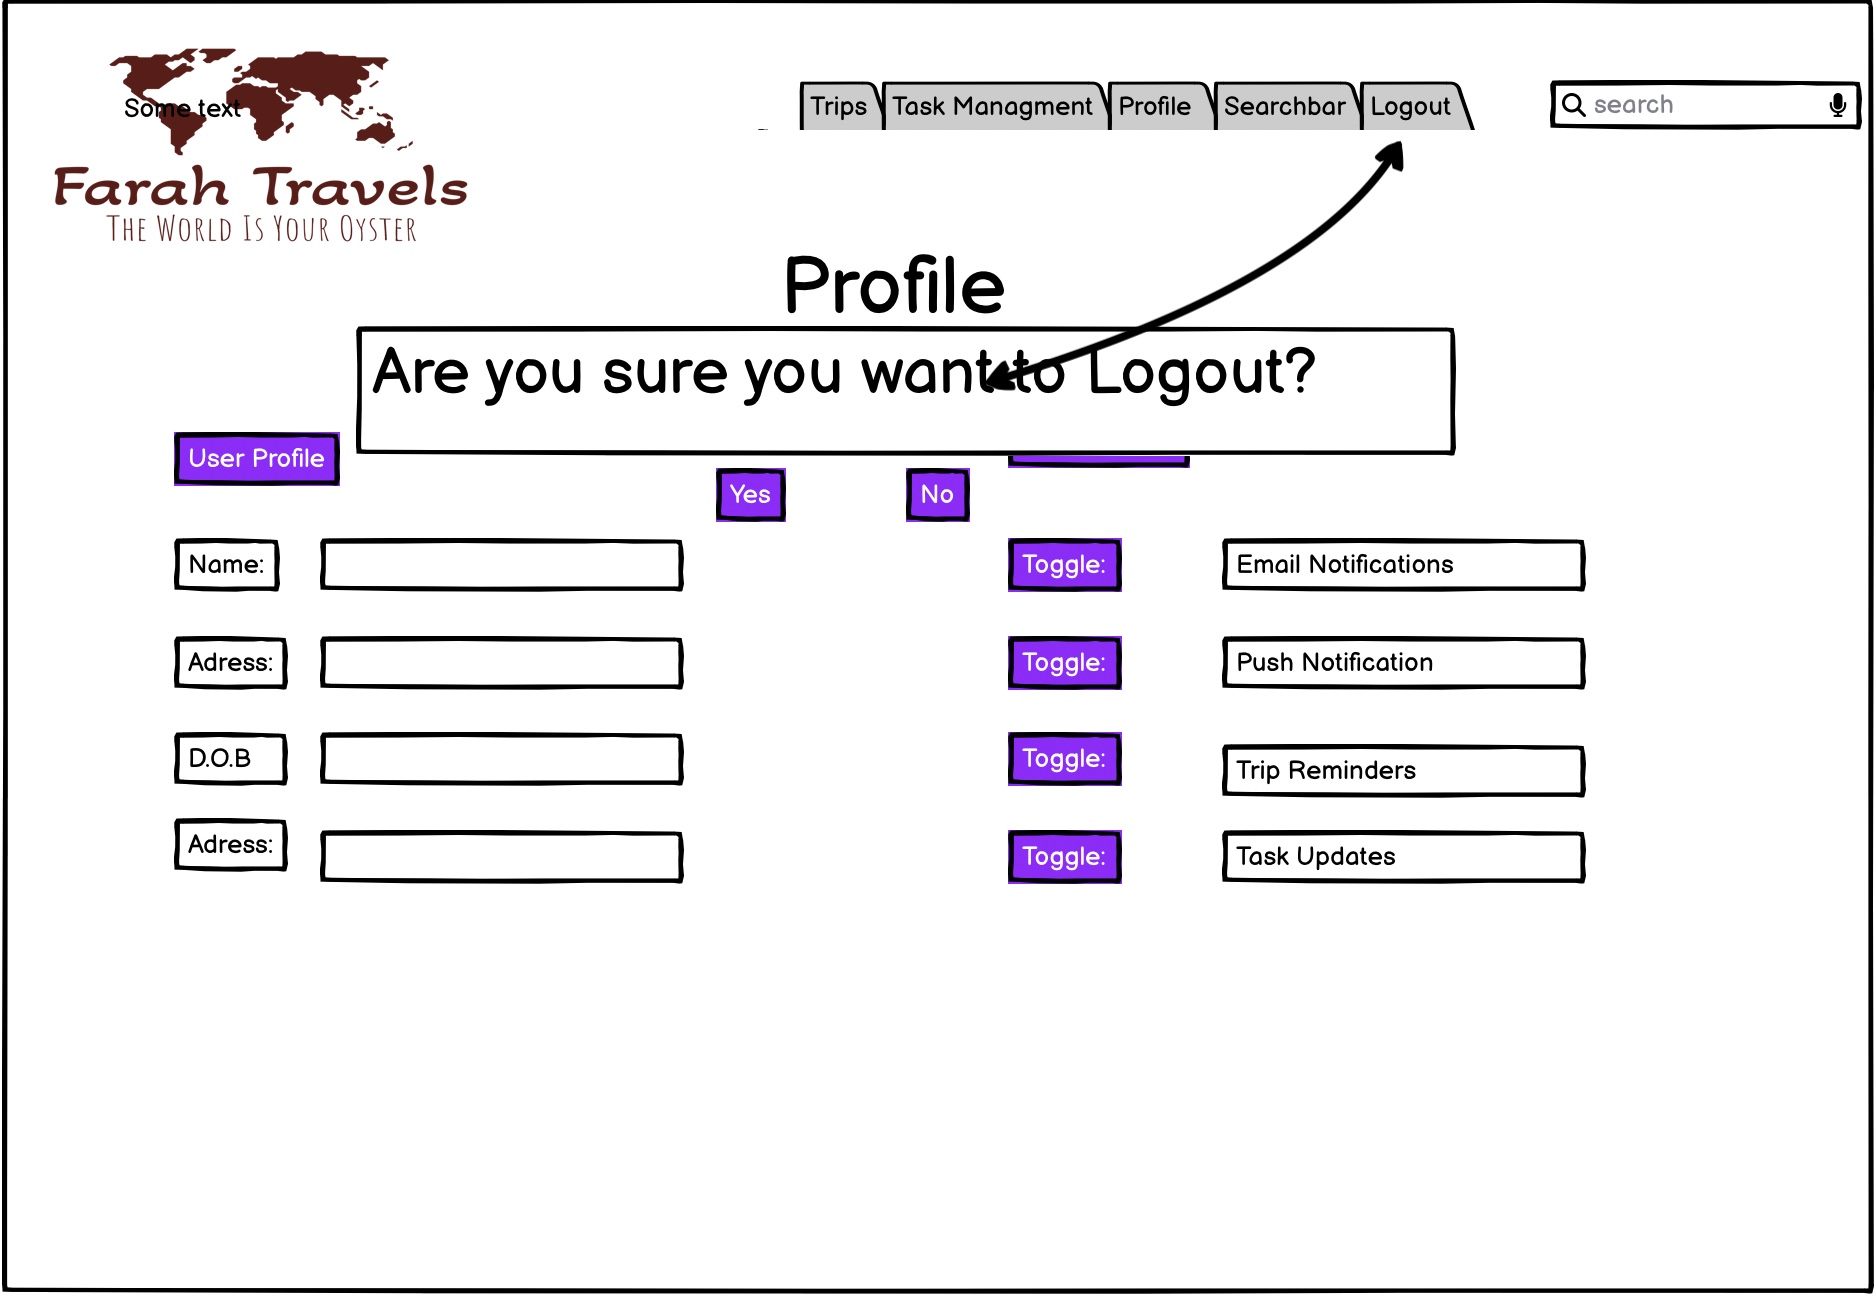 Some text
Farah Travels
The World Is Your Oyster
Trips Task Managment Profile Searchbar Logout
search
Profile
Are you sure you want to Logout?
User Profile
Yes No
Name:
Toggle: Email Notifications
Adress:
Toggle: Push Notification
D.O.B
Toggle: Trip Reminders
Adress:
Toggle: Task Updates